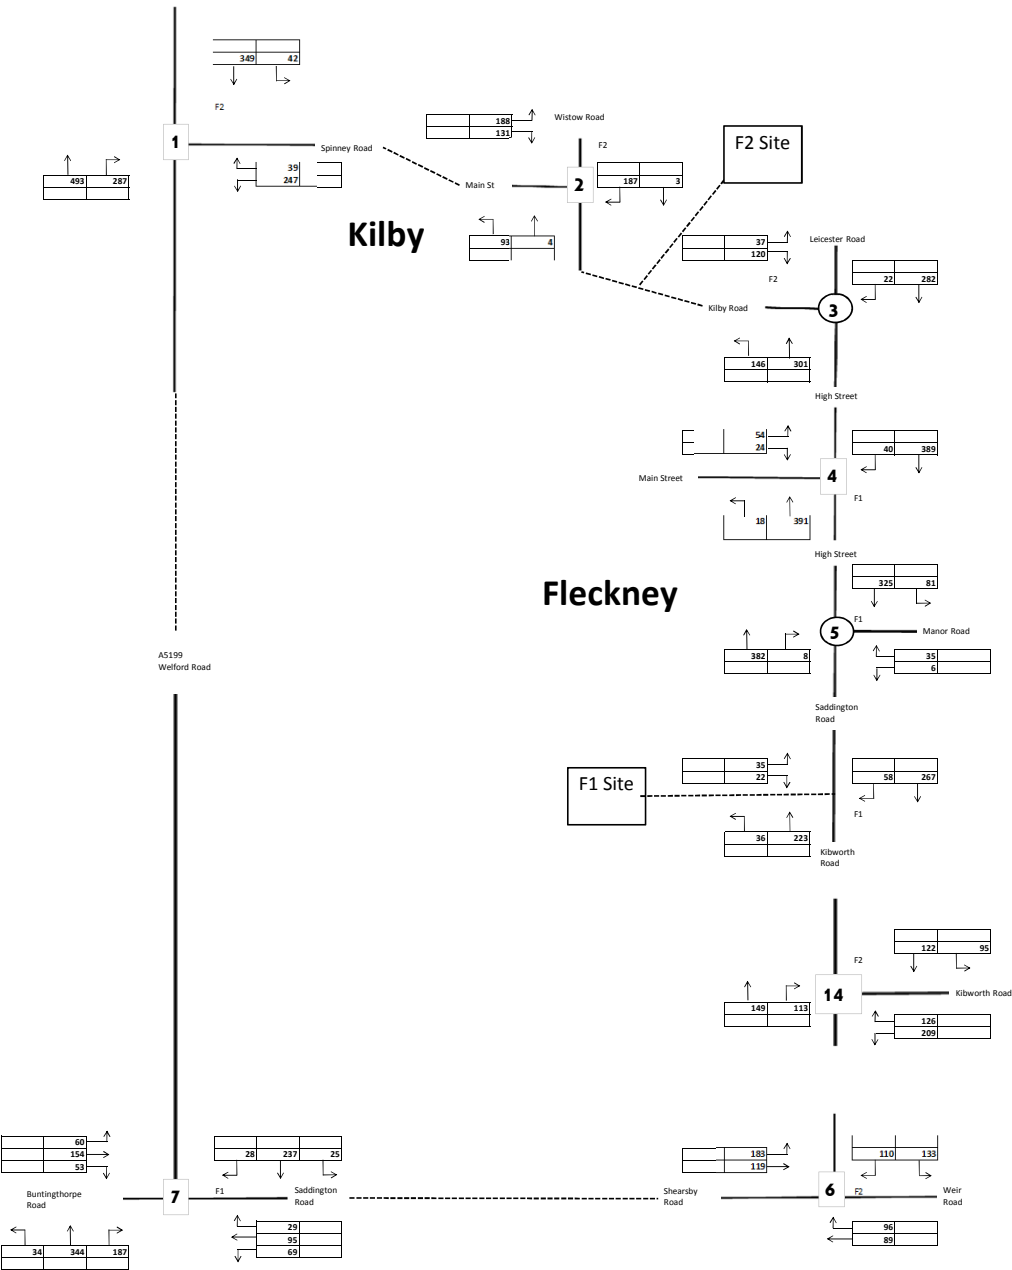 349 42
F2
1
Spinney Road
493 287
39
247
188
131
Wistow Road
F2
2
Main St
187 3
93 4
Kilby
F2 Site
37
120
Leicester Road
F2
22 282
Kilby Road
3
146 301
High Street
54
24
40 389
Main Street
4
F1
18 391
High Street
Fleckney
325 81
F1
5
Manor Road
382 8
35
6
A5199
Welford Road
Saddington
Road
35
22
58 267
F1 Site
F1
36 223
Kibworth
Road
122 95
F2
14
Kibworth Road
149 113
126
209
60
154
53
28 237 25
183
119
110 133
Buntingthorpe
Road
7
F1
Saddington
Road
Shearsby
Road
6
F2
Weir
Road
29
95
69
96
89
34 344 187